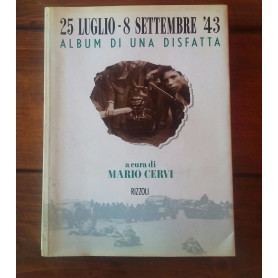 25 LUGLIO - 8 SETTEMBRE '43
ALBUM DI UNA DISFATTA
a cura di
MARIO CERVI
RIZZOLI